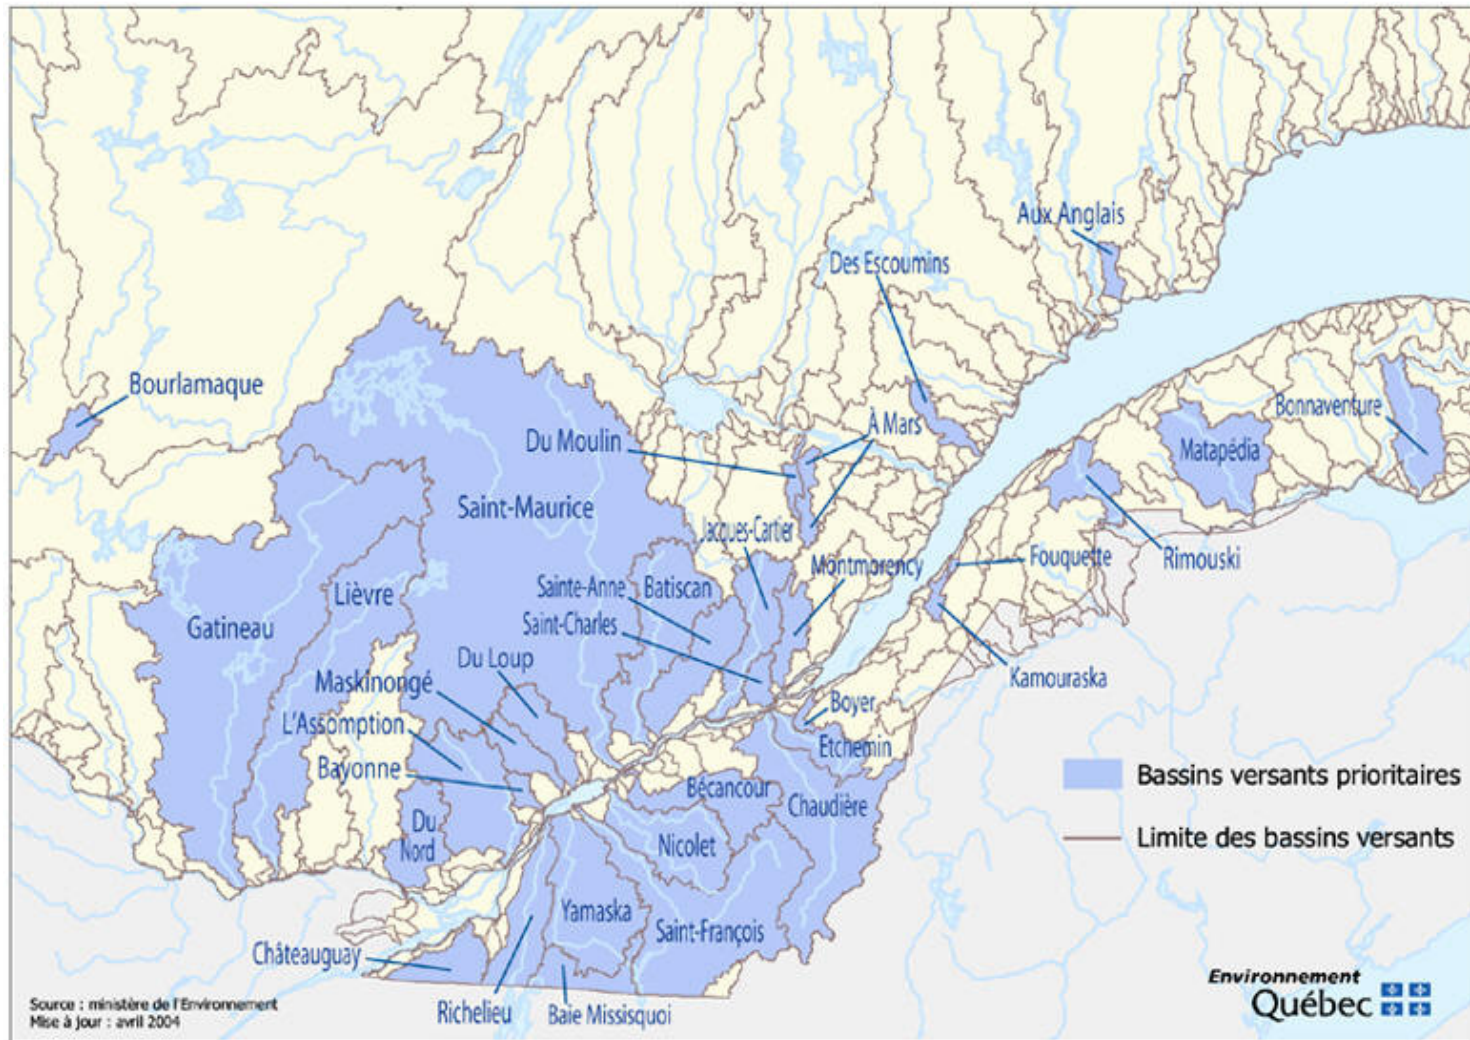 Aux Anglais
Des Escoumins
Bourlamaque
À Mars
Bonnaventure
Du Moulin
Matapédia
Saint-Maurice
Jacques-Cartier
Fouquette
Rimouski
Montmorency
Sainte-Anne
Batiscan
Lièvre
Gatineau
Saint-Charles
Du Loup
Maskinongé
Kamouraska
L'Assomption
Boyer
Etchemin
Bayonne
Bécancour
Chaudière
Bassins versants prioritaires
Du
Nord
Nicolet
Limite des bassins versants
Yamaska
Saint-François
Châteauguay
Richelieu
Baie Missisquoi
Source : ministère de l'Environnement
Mise à jour : avril 2004
Environnement
Québec